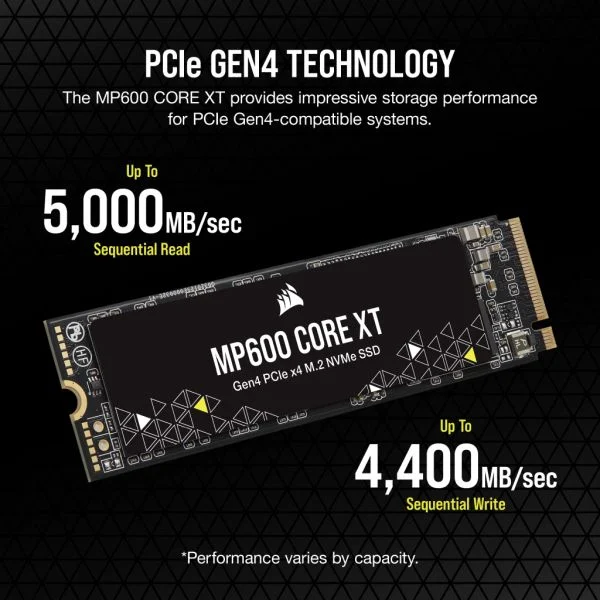 PCIe GEN4 TECHNOLOGY
The MP600 CORE XT provides impressive storage performance
for PCIe Gen4-compatible systems.
Up To
5,000MB/sec
Sequential Read
MP600 CORE XT
Gen4 PCIe x4 M.2 NVMe SSD
HF
Up To
4,400MB/sec
Sequential Write
*Performance varies by capacity.